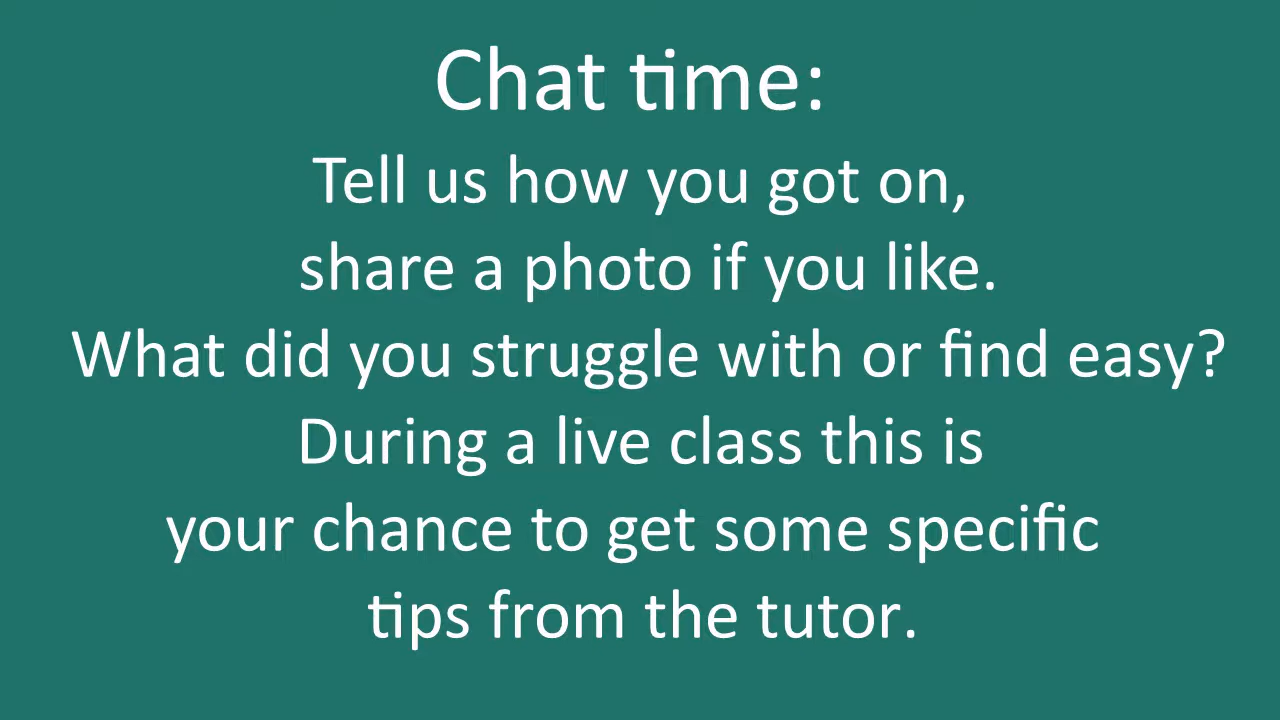 Chat time:
Tell us how you got on,
share a photo if you like.
What did you struggle with or find easy?
During a live class this is
your chance to get some specific
tips from the tutor.